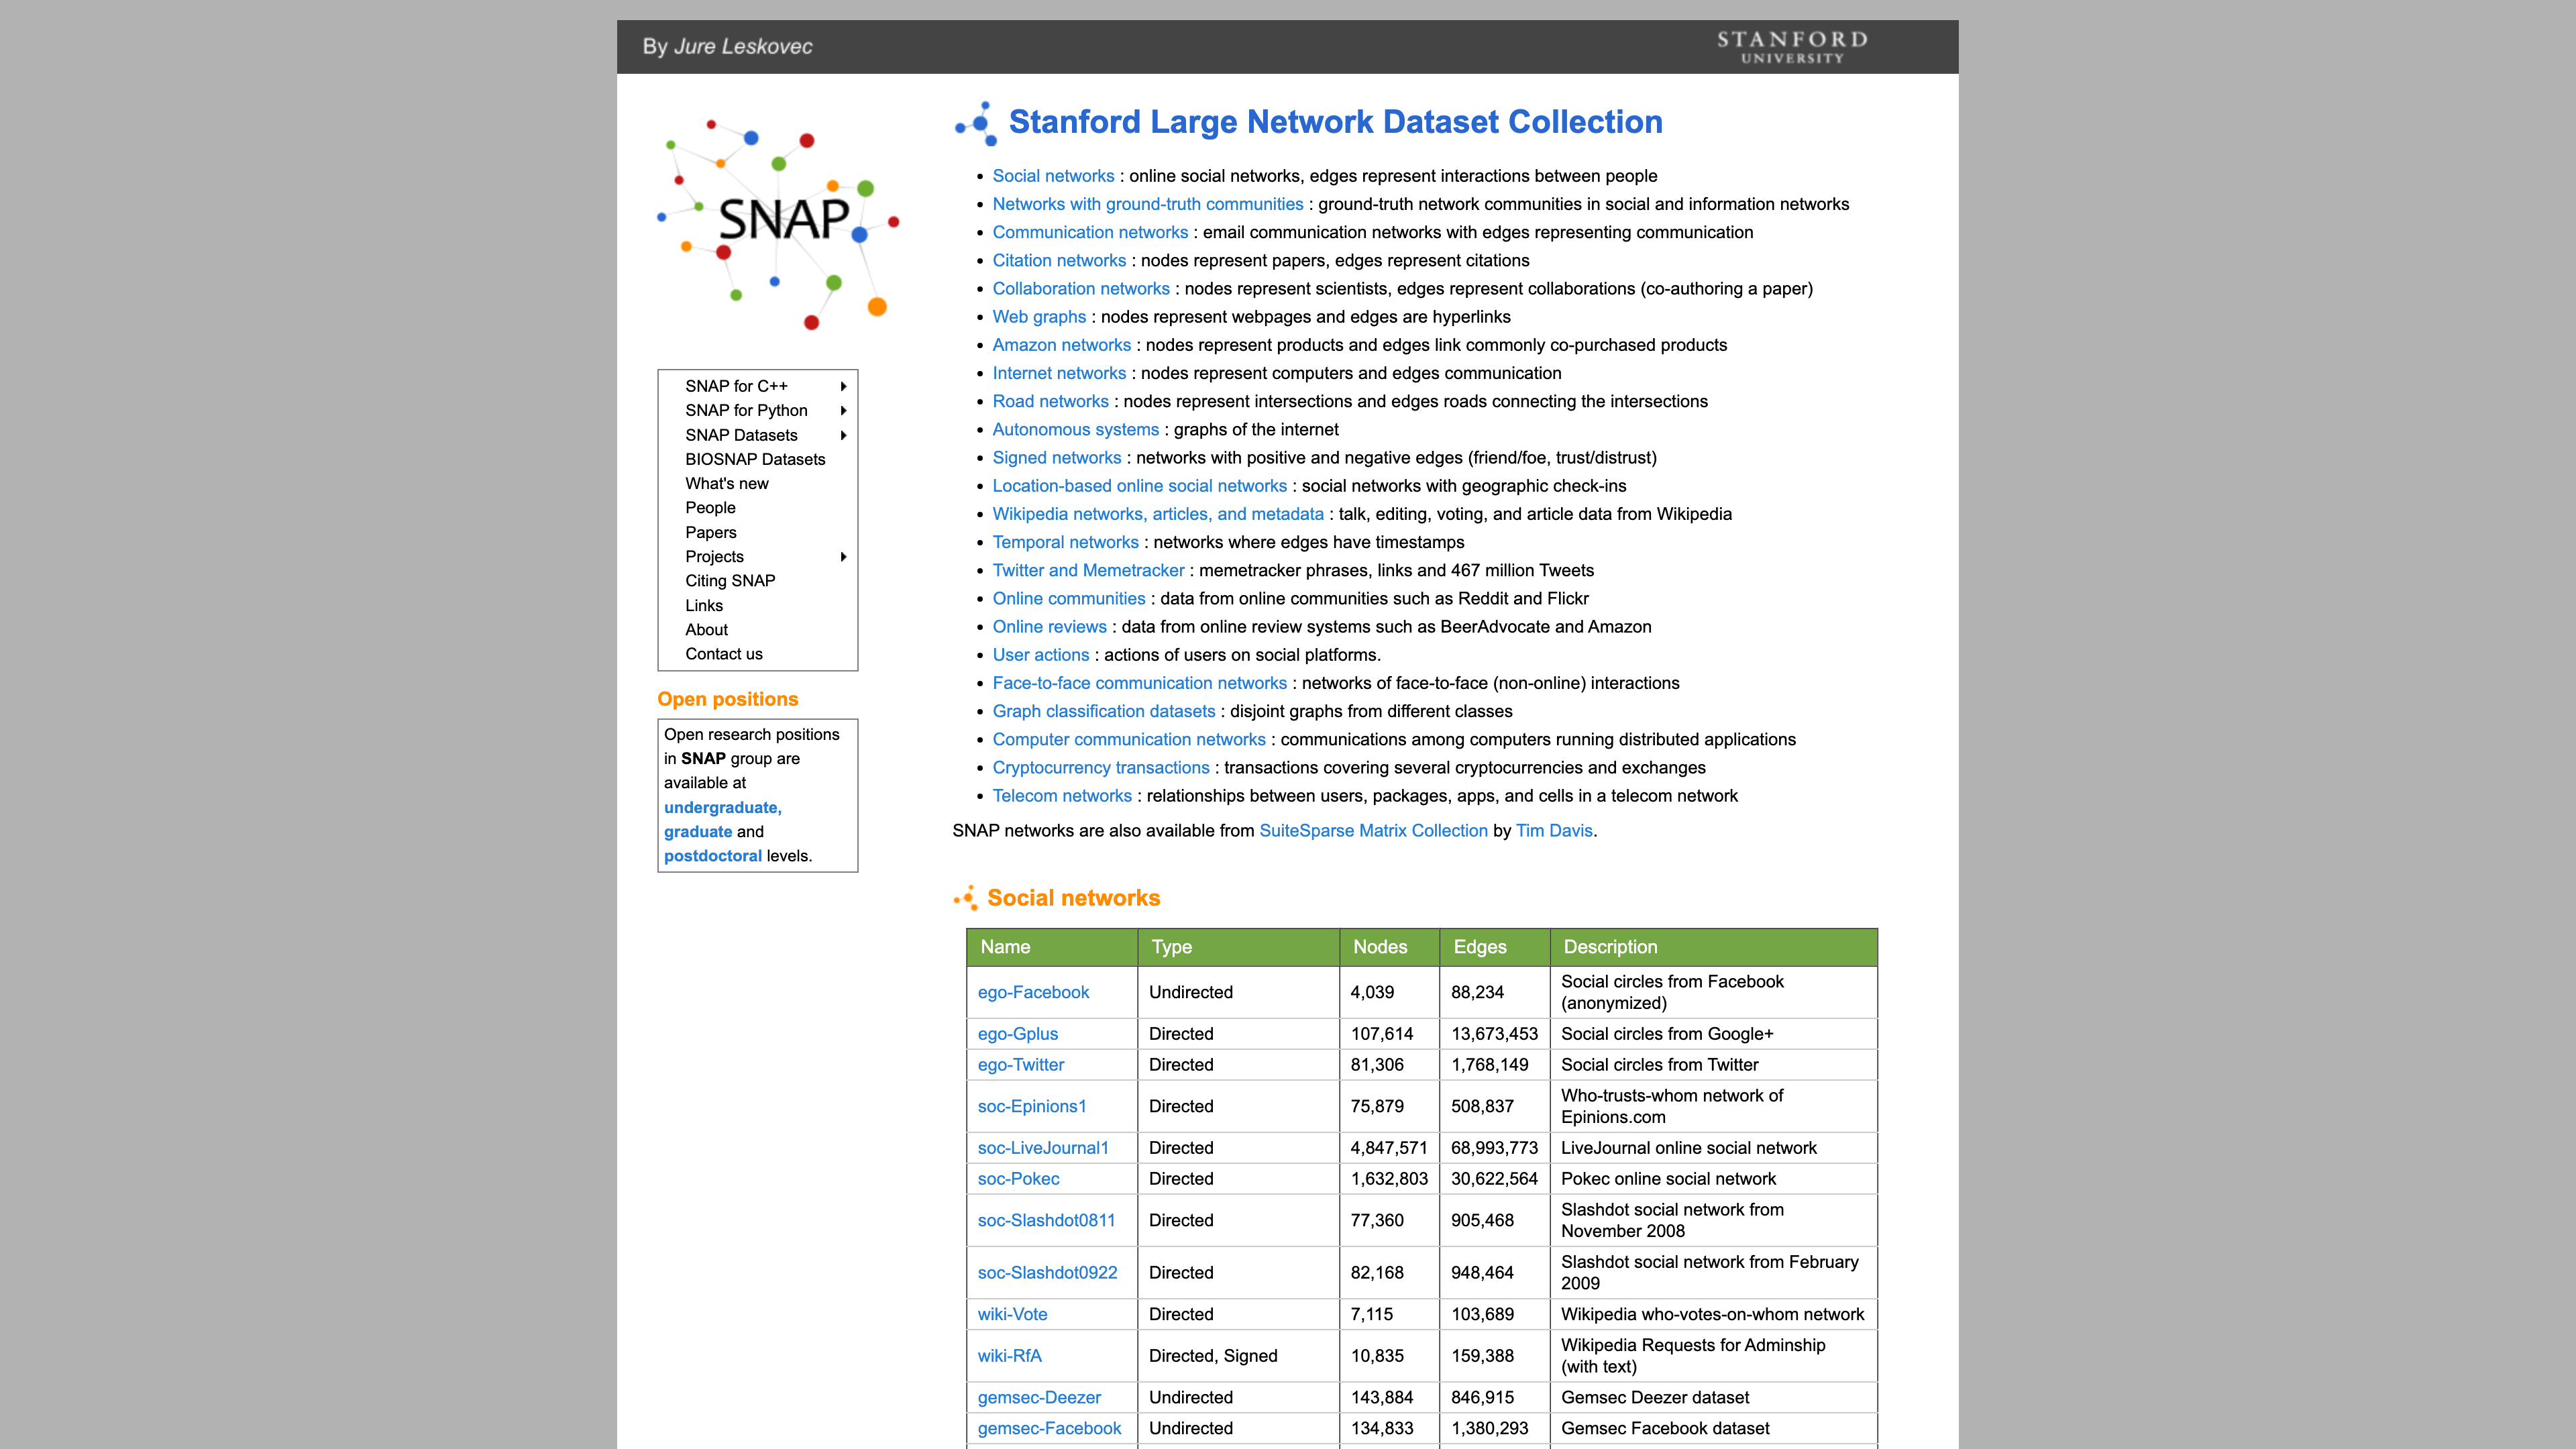 By Jure Leskovec
STANFORD
UNIVERSITY
SNAP
SNAP for C++
SNAP for Python
SNAP Datasets
BIOSNAP Datasets
What's new
People
Papers
Projects
Citing SNAP
Links
About
Contact us
Open positions
Open research positions
in SNAP group are
available at
undergraduate,
graduate and
postdoctoral levels.
Stanford Large Network Dataset Collection
• Social networks : online social networks, edges represent interactions between people
• Networks with ground-truth communities : ground-truth network communities in social and information networks
• Communication networks : email communication networks with edges representing communication
• Citation networks : nodes represent papers, edges represent citations
• Collaboration networks : nodes represent scientists, edges represent collaborations (co-authoring a paper)
• Web graphs : nodes represent webpages and edges are hyperlinks
• Amazon networks : nodes represent products and edges link commonly co-purchased products
• Internet networks : nodes represent computers and edges communication
• Road networks : nodes represent intersections and edges roads connecting the intersections
• Autonomous systems : graphs of the internet
• Signed networks : networks with positive and negative edges (friend/foe, trust/distrust)
• Location-based online social networks : social networks with geographic check-ins
• Wikipedia networks, articles, and metadata : talk, editing, voting, and article data from Wikipedia
• Temporal networks : networks where edges have timestamps
• Twitter and Memetracker : memetracker phrases, links and 467 million Tweets
• Online communities : data from online communities such as Reddit and Flickr
• Online reviews : data from online review systems such as BeerAdvocate and Amazon
• User actions : actions of users on social platforms.
• Face-to-face communication networks : networks of face-to-face (non-online) interactions
• Graph classification datasets : disjoint graphs from different classes
• Computer communication networks : communications among computers running distributed applications
• Cryptocurrency transactions : transactions covering several cryptocurrencies and exchanges
• Telecom networks : relationships between users, packages, apps, and cells in a telecom network
SNAP networks are also available from SuiteSparse Matrix Collection by Tim Davis.
Social networks
Name Type Nodes Edges Description
ego-Facebook Undirected 4,039 88,234 Social circles from Facebook
(anonymized)
ego-Gplus Directed 107,614 13,673,453 Social circles from Google+
ego-Twitter Directed 81,306 1,768,149 Social circles from Twitter
soc-Epinions1 Directed 75,879 508,837 Who-trusts-whom network of
Epinions.com
soc-LiveJournal1 Directed 4,847,571 68,993,773 LiveJournal online social network
soc-Pokec Directed 1,632,803 30,622,564 Pokec online social network
soc-Slashdot0811 Directed 77,360 905,468 Slashdot social network from
November 2008
soc-Slashdot0922 Directed 82,168 948,464 Slashdot social network from February
2009
wiki-Vote Directed 7,115 103,689 Wikipedia who-votes-on-whom network
wiki-RfA Directed, Signed 10,835 159,388 Wikipedia Requests for Adminship
(with text)
gemsec-Deezer Undirected 143,884 846,915 Gemsec Deezer dataset
gemsec-Facebook Undirected 134,833 1,380,293 Gemsec Facebook dataset